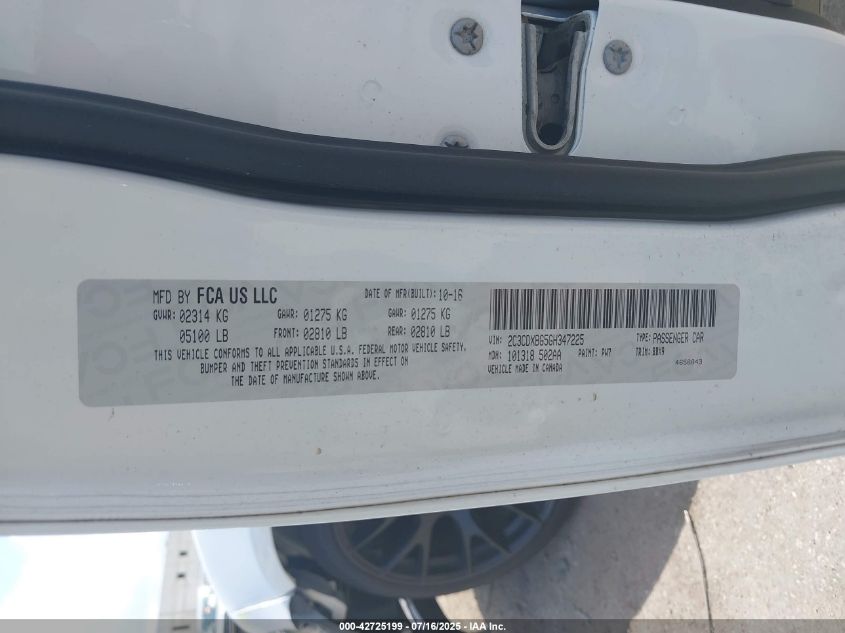 MFD BY FCA US LLC DATE OF MFR(BUILT): 10-16
GVWR: 02314 KG GAWR: 01275 KG GAWR: 01275 KG
05100 LB FRONT: 02810 LB REAR: 02810 LB
THIS VEHICLE CONFORMS TO ALL APPLICABLE U.S.A. FEDERAL MOTOR VEHICLE SAFETY,
BUMPER AND THEFT PREVENTION STANDARDS IN EFFECT ON
THE DATE OF MANUFACTURE SHOWN ABOVE.
VIN: 2C3CDXBG5GH347225 TYPE: PASSENGER CAR
MDH: 101318 502AA PAINT: PW7 TRIM:
VEHICLE MADE IN CANADA
000-42725199 - 07/16/2025 - IAA